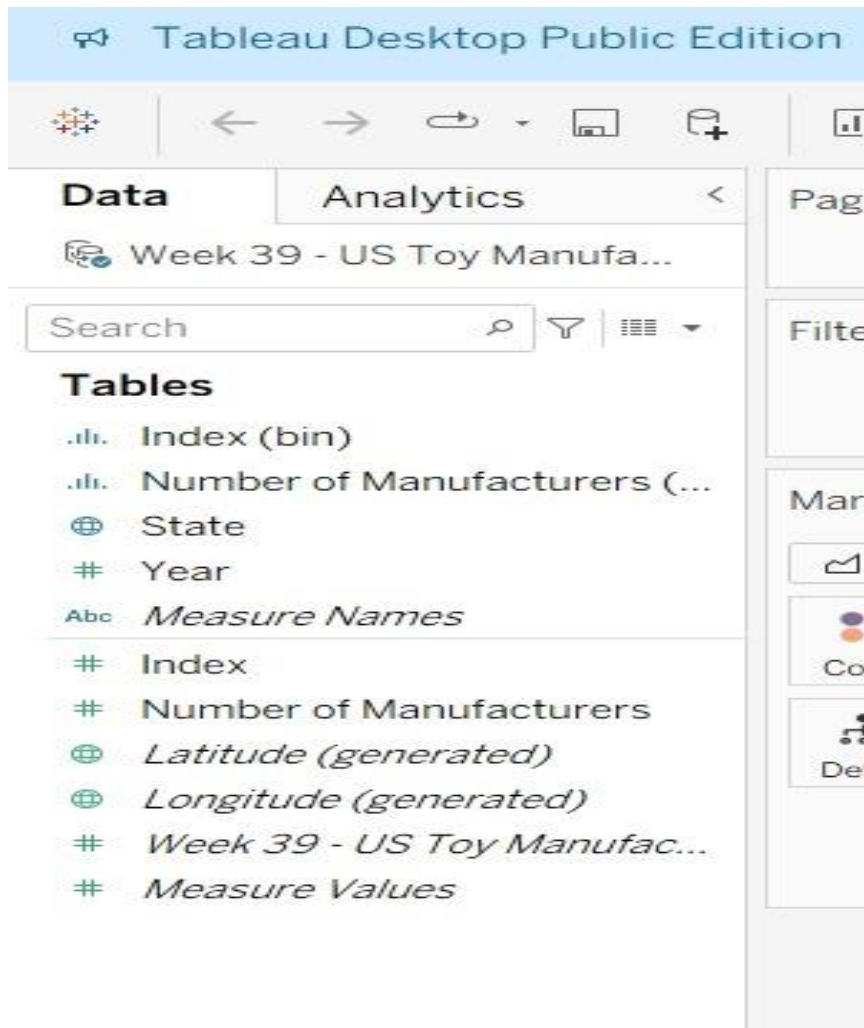 Tableau Desktop Public Edition
Data Analytics Pag
Week 39 - US Toy Manufa...
Search Filte
Tables
Index (bin)
Number of Manufacturers (...
State Mar
Year
Abc Measure Names
Index Co
Number of Manufacturers
Latitude (generated) De
Longitude (generated)
Week 39 - US Toy Manufac...
Measure Values